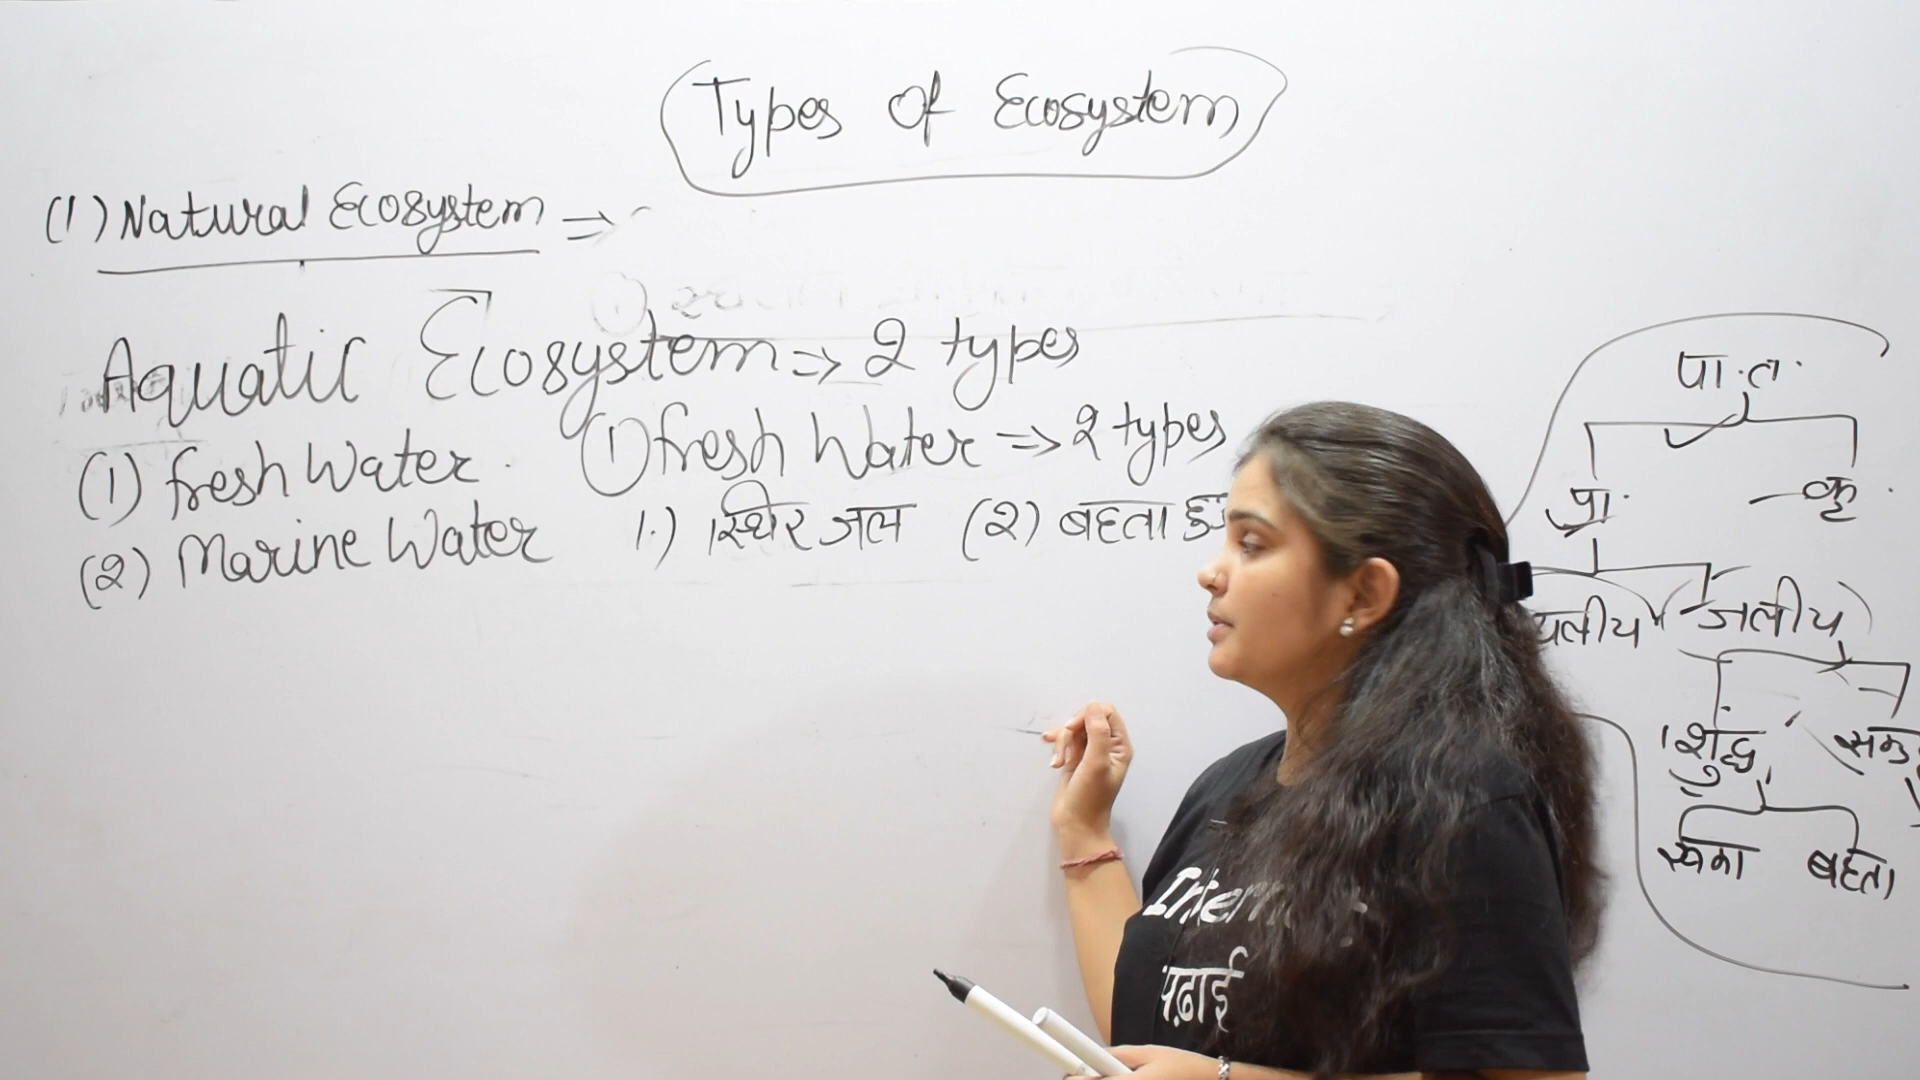 Types of Ecosystem
(1) Natural Ecosystem ⇒
Aquatic Ecosystem ⇒ 2 types
(1) fresh Water
(2) Marine Water
① fresh Water ⇒ 2 types
1.) स्थिर जल (2) बहता
पा. त.
प्रा. कृ.
जलीय
शुद्ध
रुका बहता
पढ़ाई